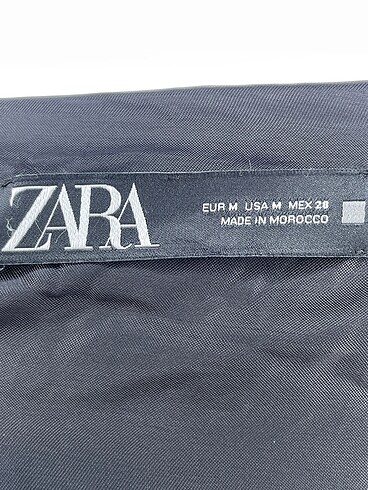 ZARA
EUR M USA M MEX 28
MADE IN MOROCCO